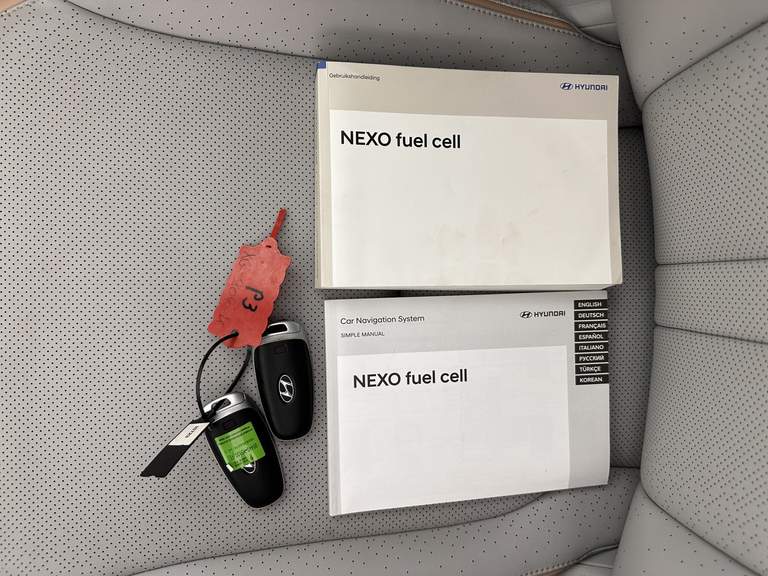 Gebruikshandleiding
HYUNDAI
NEXO fuel cell
P3
Car Navigation System
SIMPLE MANUAL
HYUNDAI
NEXO fuel cell
ENGLISH
DEUTSCH
FRANÇAIS
ESPAÑOL
ITALIANO
РУССКИЙ
TÜRKÇE
KOREAN